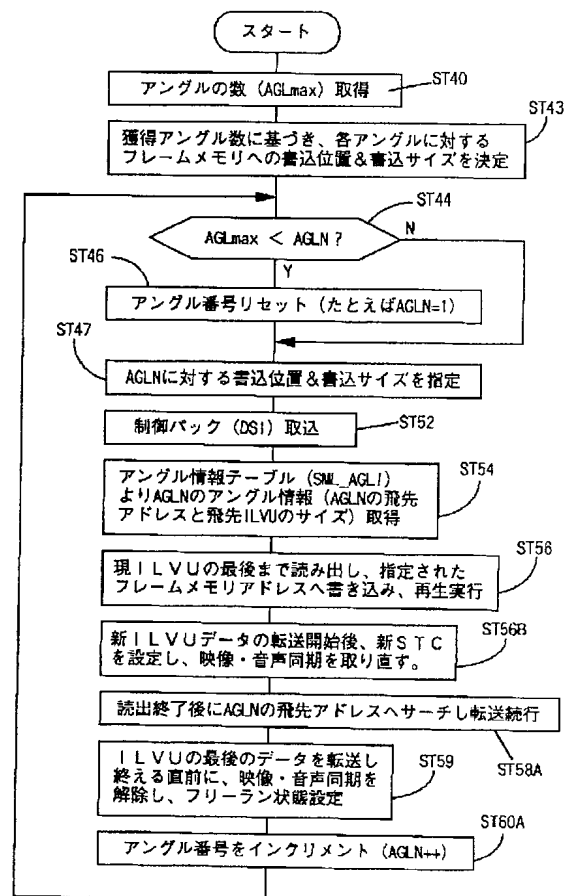 スタート
アングルの数 (AGLmax) 取得
ST40
ST43
獲得アングル数に基づき、各アングルに対する
フレームメモリへの書込位置&書込サイズを決定
ST44
AGLmax < AGLN ?
N
Y
ST46
アングル番号リセット (たとえばAGLN=1)
ST47
AGLNに対する書込位置&書込サイズを指定
制御パック (DSI) 取込
ST52
アングル情報テーブル (SML_AGLI)
よりAGLNのアングル情報 (AGLNの飛先
アドレスと飛先ILVUのサイズ) 取得
ST54
ST56
現ILVUの最後まで読み出し、指定された
フレームメモリアドレスへ書き込み、再生実行
新ILVUデータの転送開始後、新STC
を設定し、映像・音声同期を取り直す。
ST56B
読出終了後にAGLNの飛先アドレスへサーチし転送続行
ST58A
ILVUの最後のデータを転送し
終える直前に、映像・音声同期を
解除し、フリーラン状態設定
ST59
ST60A
アングル番号をインクリメント (AGLN++)